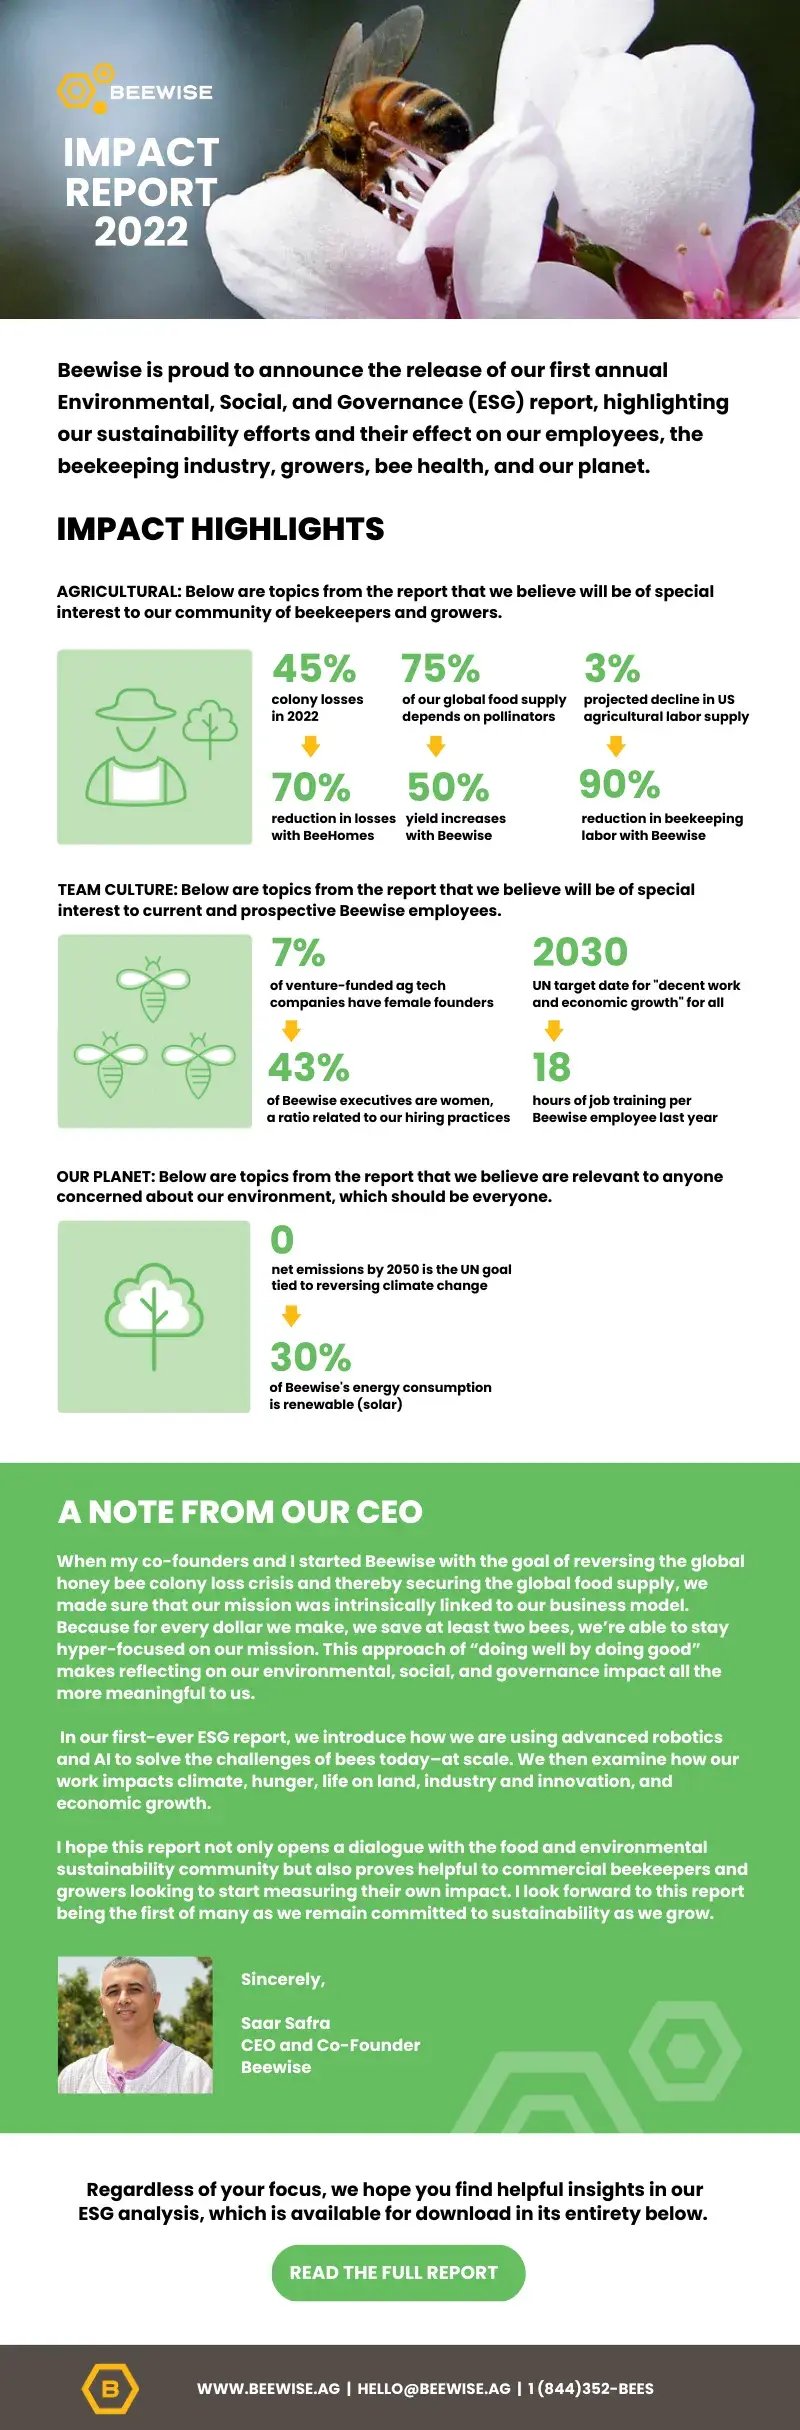 BEEWISE
IMPACT
REPORT
2022
Beewise is proud to announce the release of our first annual
Environmental, Social, and Governance (ESG) report, highlighting
our sustainability efforts and their effect on our employees, the
beekeeping industry, growers, bee health, and our planet.
IMPACT HIGHLIGHTS
AGRICULTURAL: Below are topics from the report that we believe will be of special
interest to our community of beekeepers and growers.
45%
colony losses
in 2022
70%
reduction in losses
with BeeHomes
75%
of our global food supply
depends on pollinators
50%
yield increases
with Beewise
3%
projected decline in US
agricultural labor supply
90%
reduction in beekeeping
labor with Beewise
TEAM CULTURE: Below are topics from the report that we believe will be of special
interest to current and prospective Beewise employees.
7%
of venture-funded ag tech
companies have female founders
43%
of Beewise executives are women,
a ratio related to our hiring practices
2030
UN target date for "decent work
and economic growth" for all
18
hours of job training per
Beewise employee last year
OUR PLANET: Below are topics from the report that we believe are relevant to anyone
concerned about our environment, which should be everyone.
0
net emissions by 2050 is the UN goal
tied to reversing climate change
30%
of Beewise's energy consumption
is renewable (solar)
A NOTE FROM OUR CEO
When my co-founders and I started Beewise with the goal of reversing the global
honey bee colony loss crisis and thereby securing the global food supply, we
made sure that our mission was intrinsically linked to our business model.
Because for every dollar we make, we save at least two bees, we’re able to stay
hyper-focused on our mission. This approach of “doing well by doing good”
makes reflecting on our environmental, social, and governance impact all the
more meaningful to us.
In our first-ever ESG report, we introduce how we are using advanced robotics
and AI to solve the challenges of bees today–at scale. We then examine how our
work impacts climate, hunger, life on land, industry and innovation, and
economic growth.
I hope this report not only opens a dialogue with the food and environmental
sustainability community but also proves helpful to commercial beekeepers and
growers looking to start measuring their own impact. I look forward to this report
being the first of many as we remain committed to sustainability as we grow.
Sincerely,
Saar Safra
CEO and Co-Founder
Beewise
Regardless of your focus, we hope you find helpful insights in our
ESG analysis, which is available for download in its entirety below.
READ THE FULL REPORT
B
WWW.BEEWISE.AG | HELLO@BEEWISE.AG | 1 (844)352-BEES